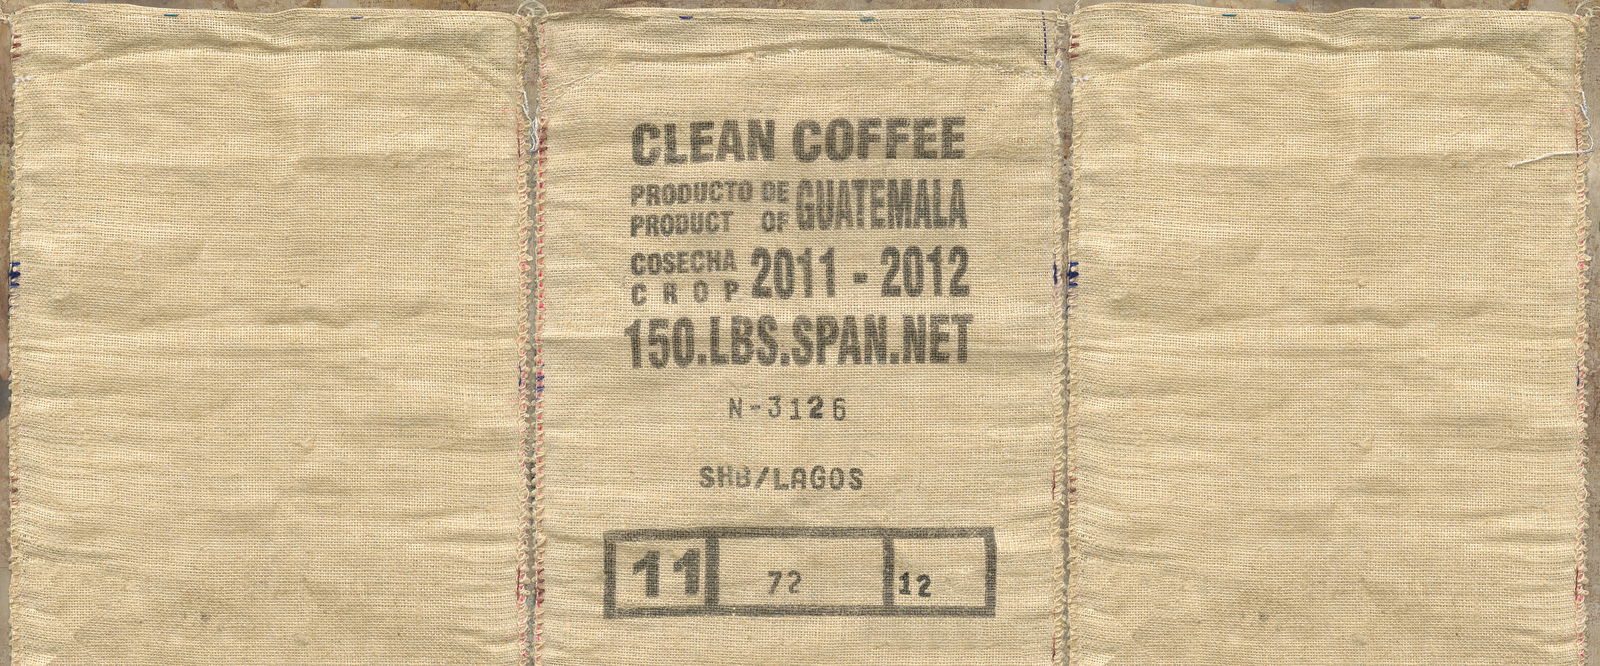 CLEAN COFFEE
PRODUCTO DE GUATEMALA
PRODUCT OF
COSECHA 2011 - 2012
CROP
150.LBS.SPAN.NET
N-3126
SHB/LAGOS
11 72 12